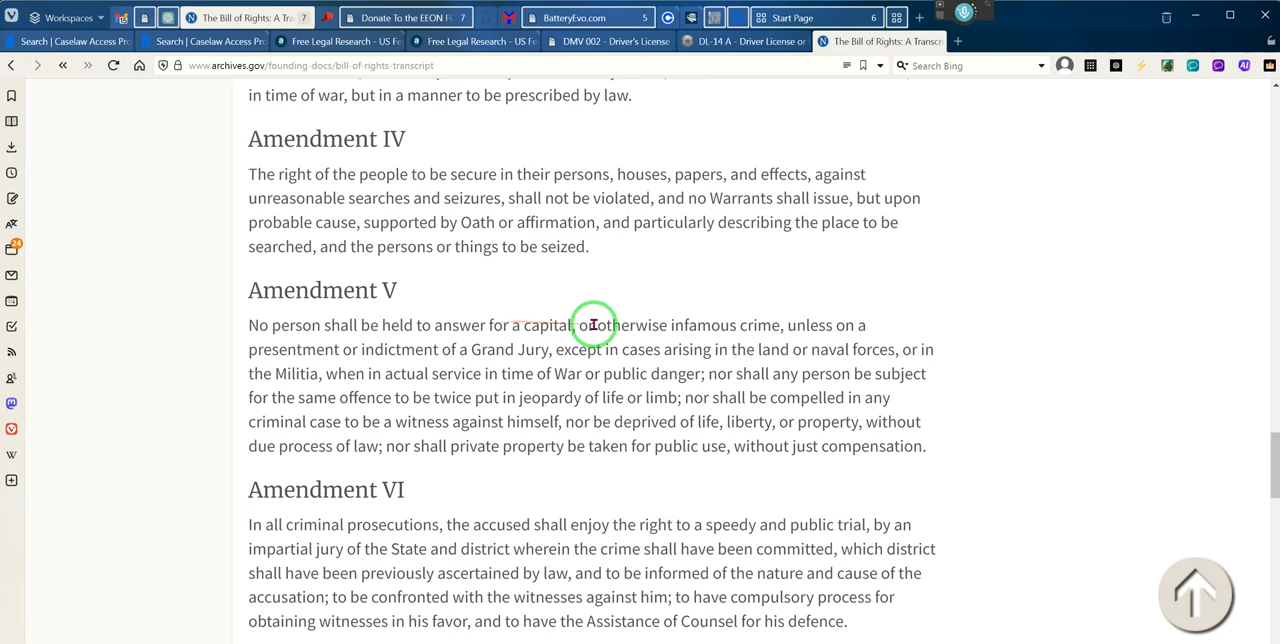 Workspaces
The Bill of Rights: A Tra 7
Donate To the EEON F 7
BatteryEvo.com 5
Start Page 6
Search | Caselaw Access Pr
Search | Caselaw Access Pr
Free Legal Research - US Fe
Free Legal Research - US Fe
DMV 002 - Driver's License
DL-14 A - Driver License or
The Bill of Rights: A Transcr
www.archives.gov/founding-docs/bill-of-rights-transcript
Search Bing
24
in time of war, but in a manner to be prescribed by law.
Amendment IV
The right of the people to be secure in their persons, houses, papers, and effects, against
unreasonable searches and seizures, shall not be violated, and no Warrants shall issue, but upon
probable cause, supported by Oath or affirmation, and particularly describing the place to be
searched, and the persons or things to be seized.
Amendment V
No person shall be held to answer for a capital, or otherwise infamous crime, unless on a
presentment or indictment of a Grand Jury, except in cases arising in the land or naval forces, or in
the Militia, when in actual service in time of War or public danger; nor shall any person be subject
for the same offence to be twice put in jeopardy of life or limb; nor shall be compelled in any
criminal case to be a witness against himself, nor be deprived of life, liberty, or property, without
due process of law; nor shall private property be taken for public use, without just compensation.
Amendment VI
In all criminal prosecutions, the accused shall enjoy the right to a speedy and public trial, by an
impartial jury of the State and district wherein the crime shall have been committed, which district
shall have been previously ascertained by law, and to be informed of the nature and cause of the
accusation; to be confronted with the witnesses against him; to have compulsory process for
obtaining witnesses in his favor, and to have the Assistance of Counsel for his defence.